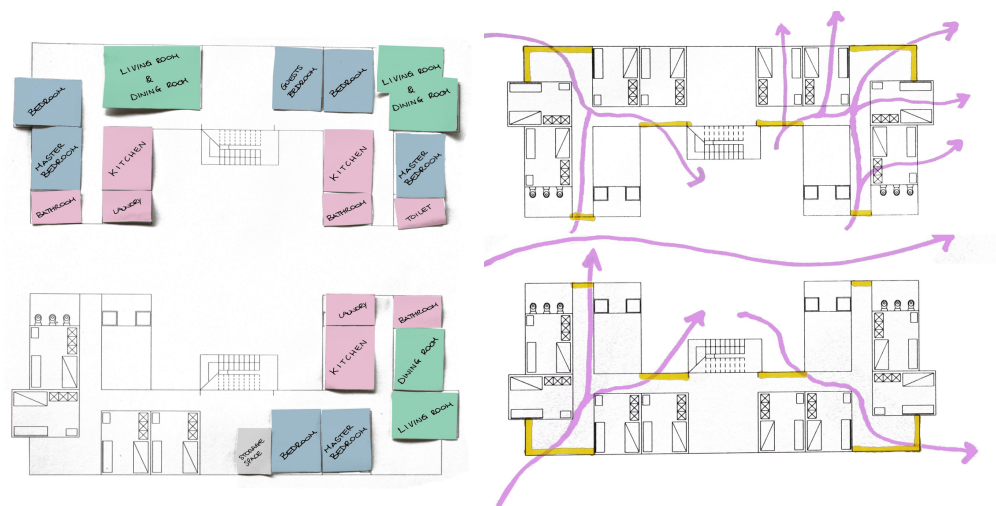 LIVING ROOM
&
DINING ROOM
GUESTS
BEDROOM
BEDROOM
LIVING ROOM
&
DINING ROOM
BEDROOM
MASTER
BEDROOM
KITCHEN
KITCHEN
MASTER
BEDROOM
BATHROOM
LAUNDRY
BATHROOM
TOILET
LAUNDRY
BATHROOM
KITCHEN
DINING ROOM
LIVING ROOM
STORAGE
SPACE
BEDROOM
MASTER
BEDROOM